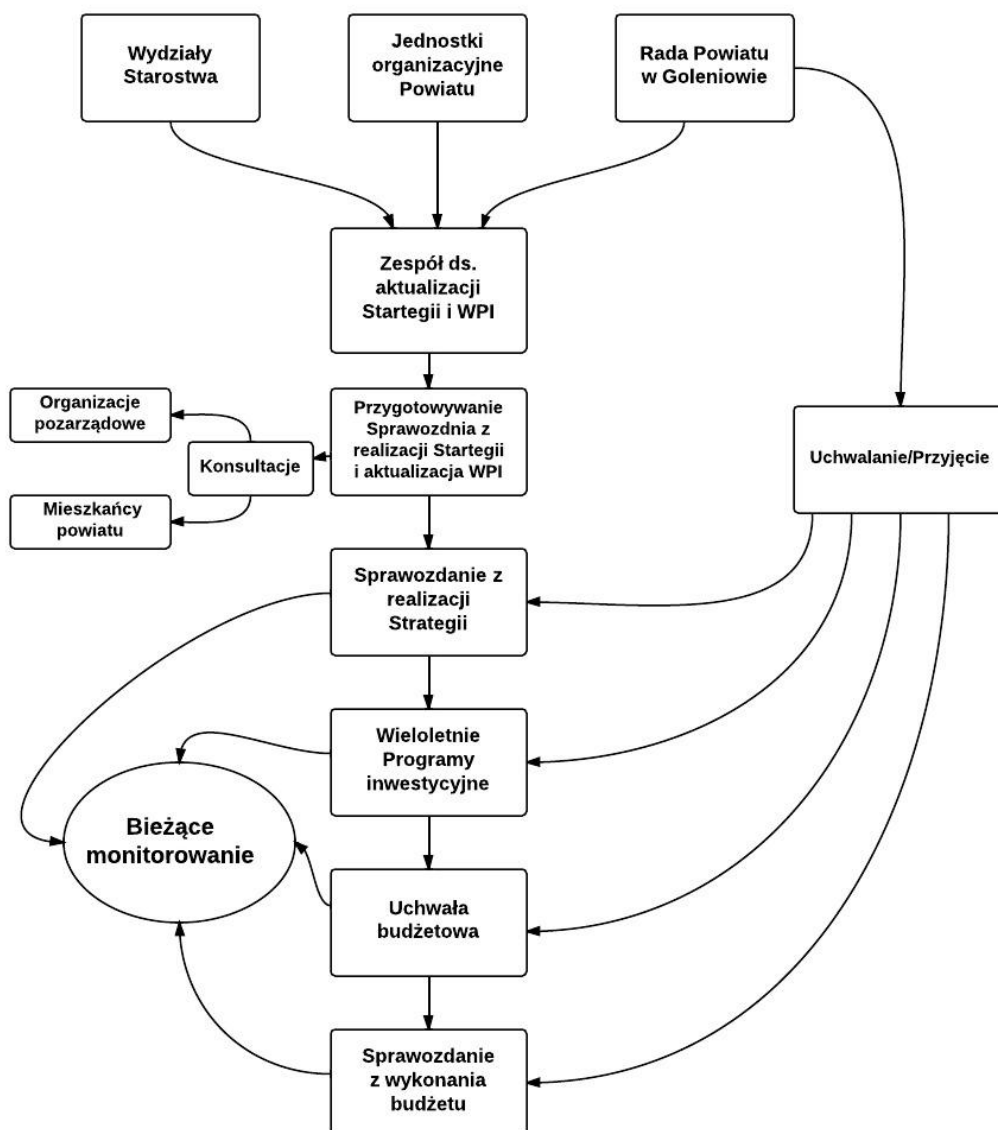 Wydziały
Starostwa
Jednostki
organizacyjne
Powiatu
Rada Powiatu
w Goleniowie
Zespół ds.
aktualizacji
Startegii i WPI
Organizacje
pozarządowe
Konsultacje
Mieszkańcy
powiatu
Przygotowywanie
Sprawozdnia z
realizacji Startegii
i aktualizacja WPI
Uchwalanie/Przyjęcie
Sprawozdanie z
realizacji
Strategii
Wieloletnie
Programy
inwestycyjne
Bieżące
monitorowanie
Uchwała
budżetowa
Sprawozdanie
z wykonania
budżetu